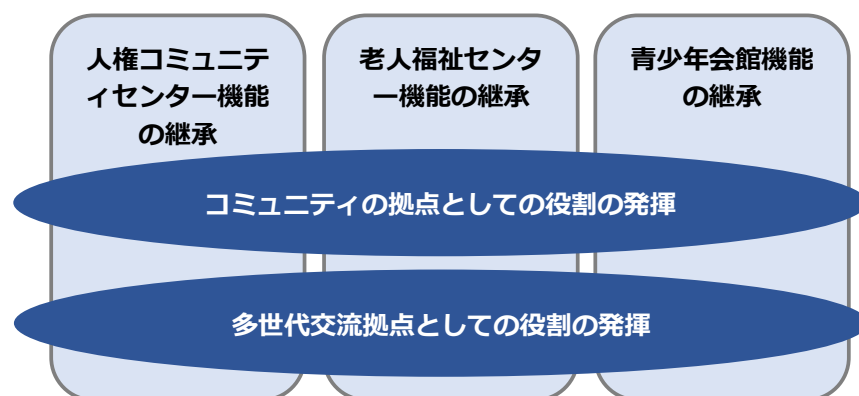 人権コミュニテ
ィセンター機能
の継承
老人福祉センタ
ー機能の継承
青少年会館機能
の継承
コミュニティの拠点としての役割の発揮
多世代交流拠点としての役割の発揮